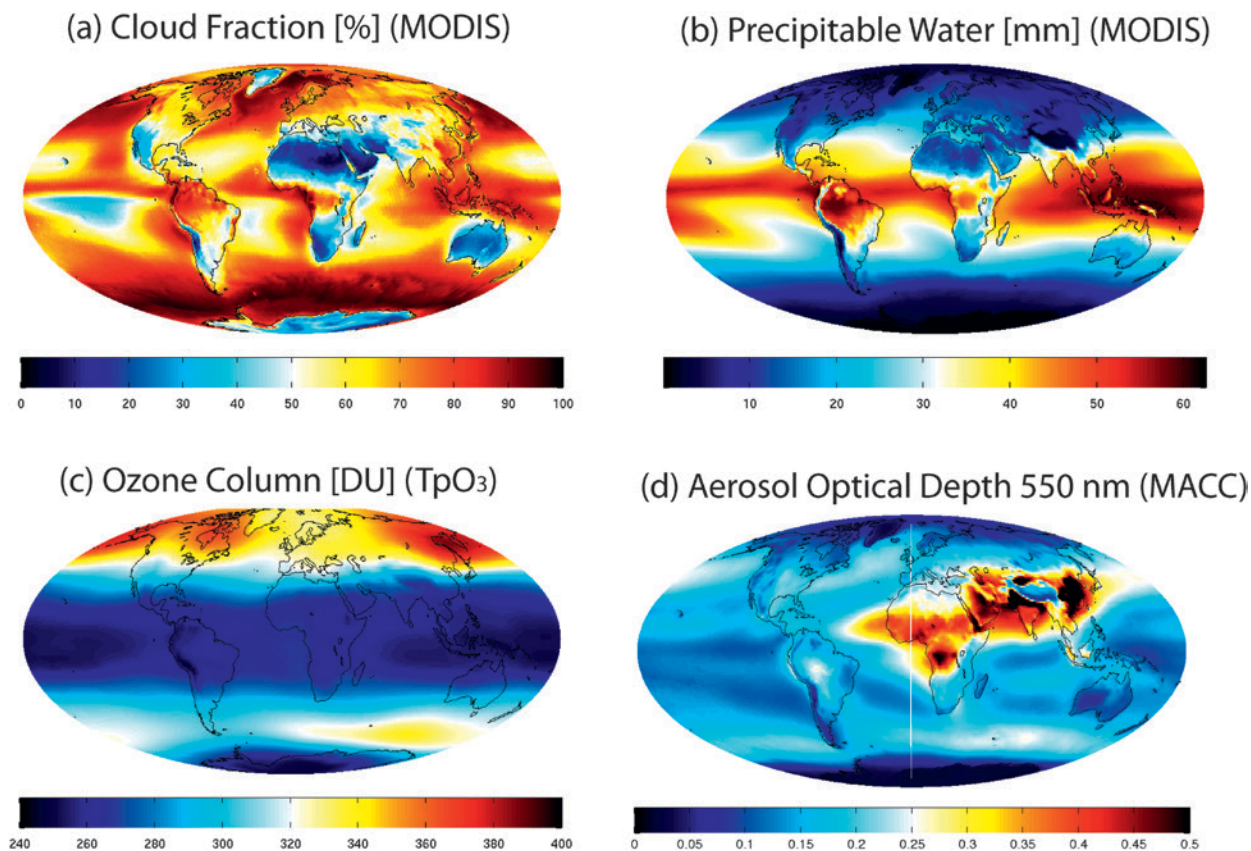 (a) Cloud Fraction [%] (MODIS)
(b) Precipitable Water [mm] (MODIS)
0 10 20 30 40 50 60 70 80 90 100
10 20 30 40 50 60
(c) Ozone Column [DU] (TpO₃)
(d) Aerosol Optical Depth 550 nm (MACC)
240 260 280 300 320 340 360 380 400
0 0.05 0.1 0.15 0.2 0.25 0.3 0.35 0.4 0.45 0.5